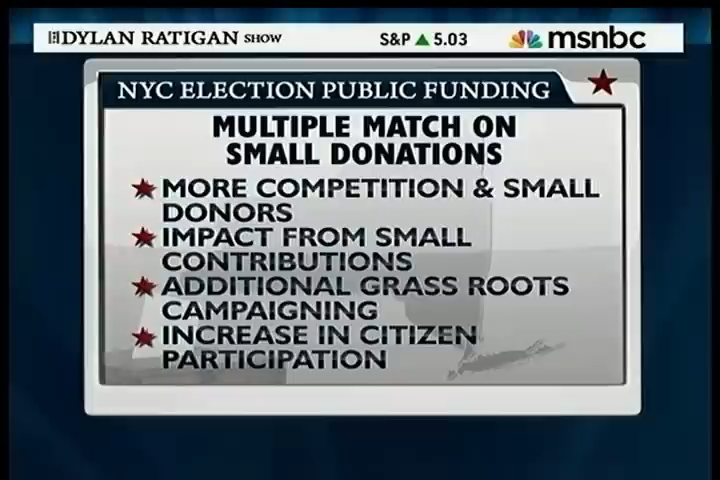 THE DYLAN RATIGAN SHOW S&P ▲ 5.03 msnbc
NYC ELECTION PUBLIC FUNDING
MULTIPLE MATCH ON
SMALL DONATIONS
MORE COMPETITION & SMALL
DONORS
IMPACT FROM SMALL
CONTRIBUTIONS
ADDITIONAL GRASS ROOTS
CAMPAIGNING
INCREASE IN CITIZEN
PARTICIPATION